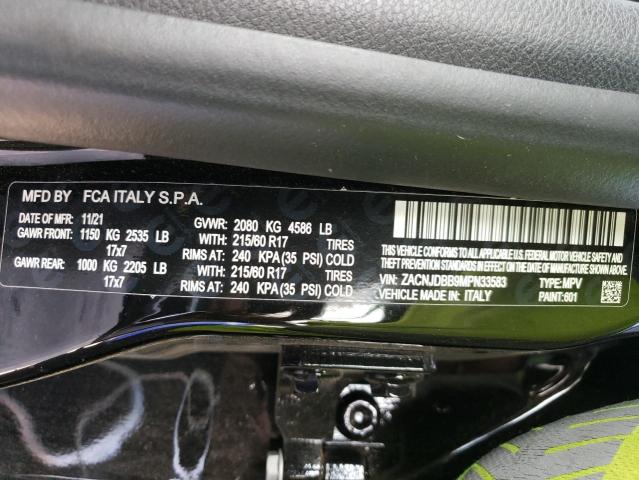 MFD BY FCA ITALY S.P.A.
DATE OF MFR: 11/21 GVWR: 2080 KG 4586 LB
GAWR FRONT: 1150 KG 2535 LB WITH: 215/60 R17 TIRES
17x7 RIMS AT: 240 KPA (35 PSI) COLD
GAWR REAR: 1000 KG 2205 LB WITH: 215/60 R17 TIRES
17x7 RIMS AT: 240 KPA (35 PSI) COLD
THIS VEHICLE CONFORMS TO ALL APPLICABLE U.S. FEDERAL MOTOR VEHICLE
SAFETY, BUMPER, AND THEFT PREVENTION STANDARDS IN EFFECT ON THE DATE OF MANUFACTURE SHOWN ABOVE.
VIN: ZACNJDBB9MPN33583 TYPE: MPV
VEHICLE MADE IN: ITALY PAINT: 601